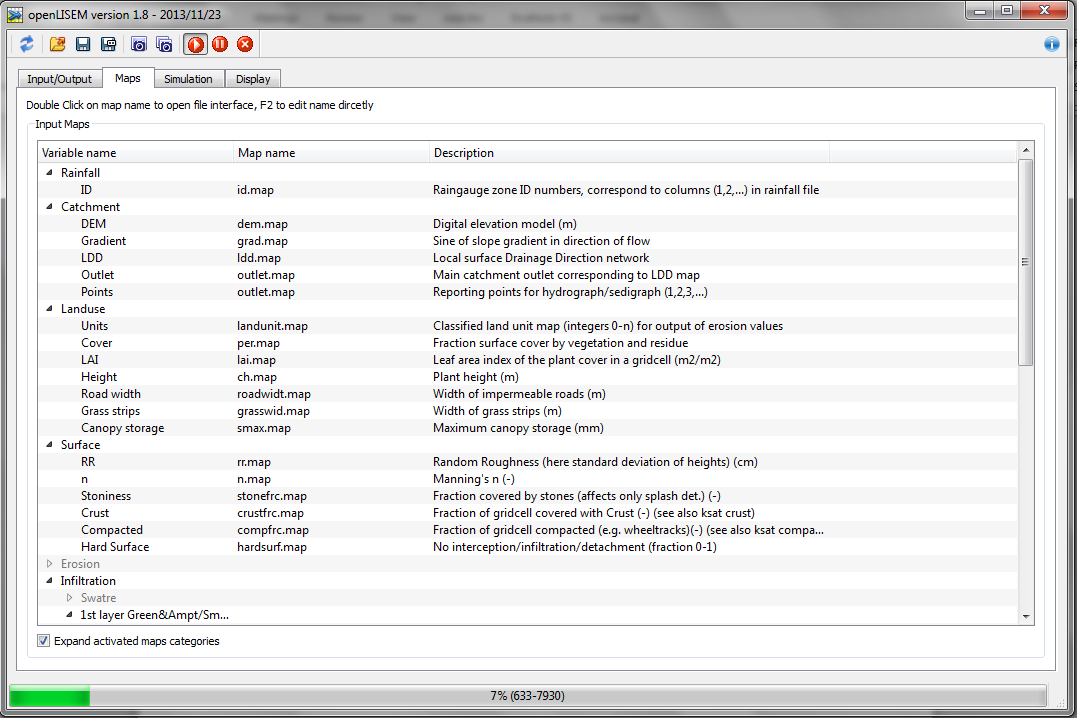 openLISEM version 1.8 - 2013/11/23
Input/Output Maps Simulation Display
Double Click on map name to open file interface, F2 to edit name dircetly
Input Maps
Variable name Map name Description
Rainfall
ID id.map Raingauge zone ID numbers, correspond to columns (1,2,...) in rainfall file
Catchment
DEM dem.map Digital elevation model (m)
Gradient grad.map Sine of slope gradient in direction of flow
LDD ldd.map Local surface Drainage Direction network
Outlet outlet.map Main catchment outlet corresponding to LDD map
Points outlet.map Reporting points for hydrograph/sedigraph (1,2,3,...)
Landuse
Units landunit.map Classified land unit map (integers 0-n) for output of erosion values
Cover per.map Fraction surface cover by vegetation and residue
LAI lai.map Leaf area index of the plant cover in a gridcell (m2/m2)
Height ch.map Plant height (m)
Road width roadwidt.map Width of impermeable roads (m)
Grass strips grasswid.map Width of grass strips (m)
Canopy storage smax.map Maximum canopy storage (mm)
Surface
RR rr.map Random Roughness (here standard deviation of heights) (cm)
n n.map Manning's n (-)
Stoniness stonefrc.map Fraction covered by stones (affects only splash det.) (-)
Crust crustfrc.map Fraction of gridcell covered with Crust (-) (see also ksat crust)
Compacted compfrc.map Fraction of gridcell compacted (e.g. wheeltracks)(-) (see also ksat compa...
Hard Surface hardsurf.map No interception/infiltration/detachment (fraction 0-1)
Erosion
Infiltration
Swatre
1st layer Green&Ampt/Sm...
Expand activated maps categories
7% (633-7930)